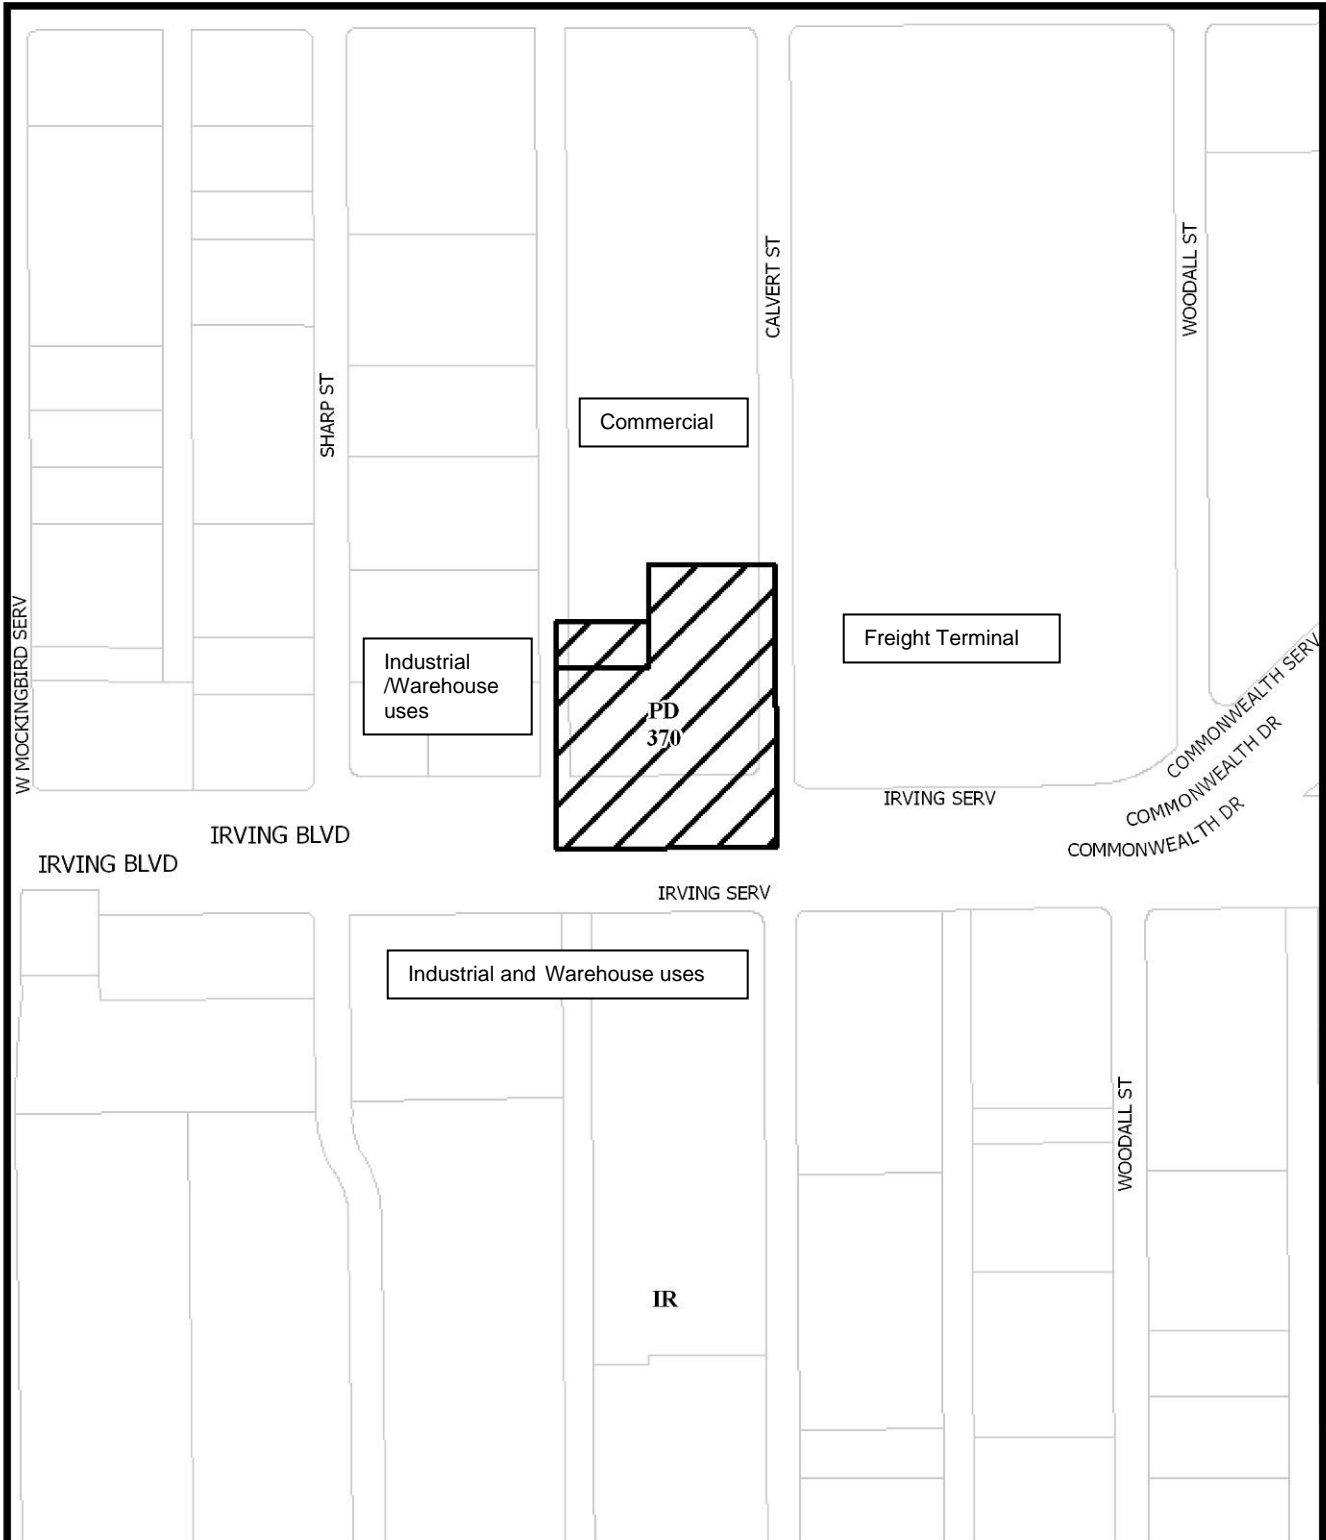 CALVERT ST
WOODALL ST
SHARP ST
Commercial
W MOCKINGBIRD SERV
Industrial
/Warehouse
uses
Freight Terminal
COMMONWEALTH SERV
PD
370
COMMONWEALTH DR
IRVING SERV
COMMONWEALTH DR
IRVING BLVD
IRVING BLVD
IRVING SERV
Industrial and Warehouse uses
WOODALL ST
IR